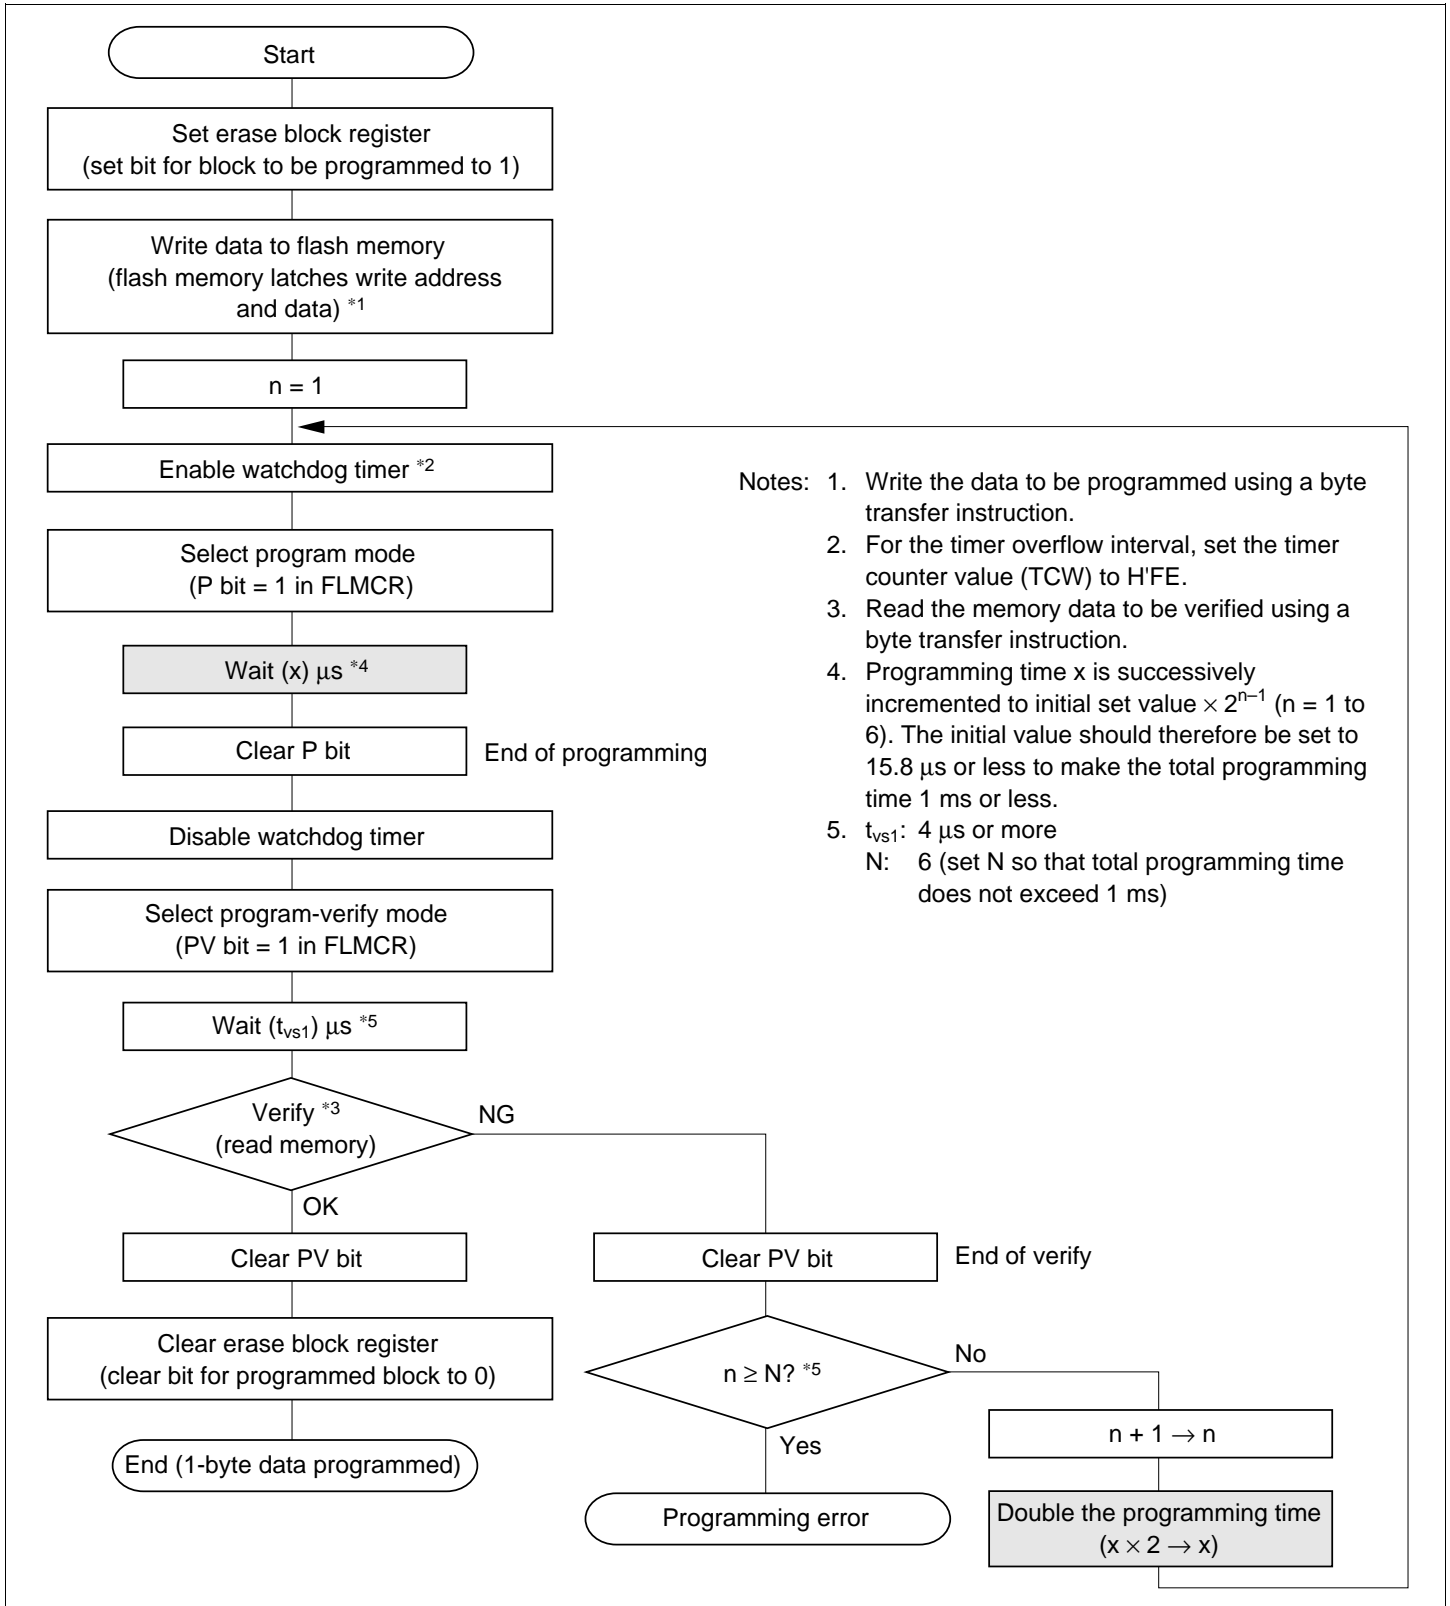 Start
Set erase block register
(set bit for block to be programmed to 1)
Write data to flash memory
(flash memory latches write address
and data) *1
n = 1
Enable watchdog timer *2
Select program mode
(P bit = 1 in FLMCR)
Wait (x) μs *4
Clear P bit
End of programming
Disable watchdog timer
Select program-verify mode
(PV bit = 1 in FLMCR)
Wait (tvs1) μs *5
Verify *3
(read memory)
NG
OK
Clear PV bit
Clear erase block register
(clear bit for programmed block to 0)
End (1-byte data programmed)
Clear PV bit
End of verify
n ≥ N? *5
No
Yes
Programming error
n + 1 → n
Double the programming time
(x × 2 → x)
Notes: 1. Write the data to be programmed using a byte
transfer instruction.
2. For the timer overflow interval, set the timer
counter value (TCW) to H'FE.
3. Read the memory data to be verified using a
byte transfer instruction.
4. Programming time x is successively
incremented to initial set value × 2^n–1 (n = 1 to
6). The initial value should therefore be set to
15.8 μs or less to make the total programming
time 1 ms or less.
5. tvs1: 4 μs or more
N: 6 (set N so that total programming time
does not exceed 1 ms)